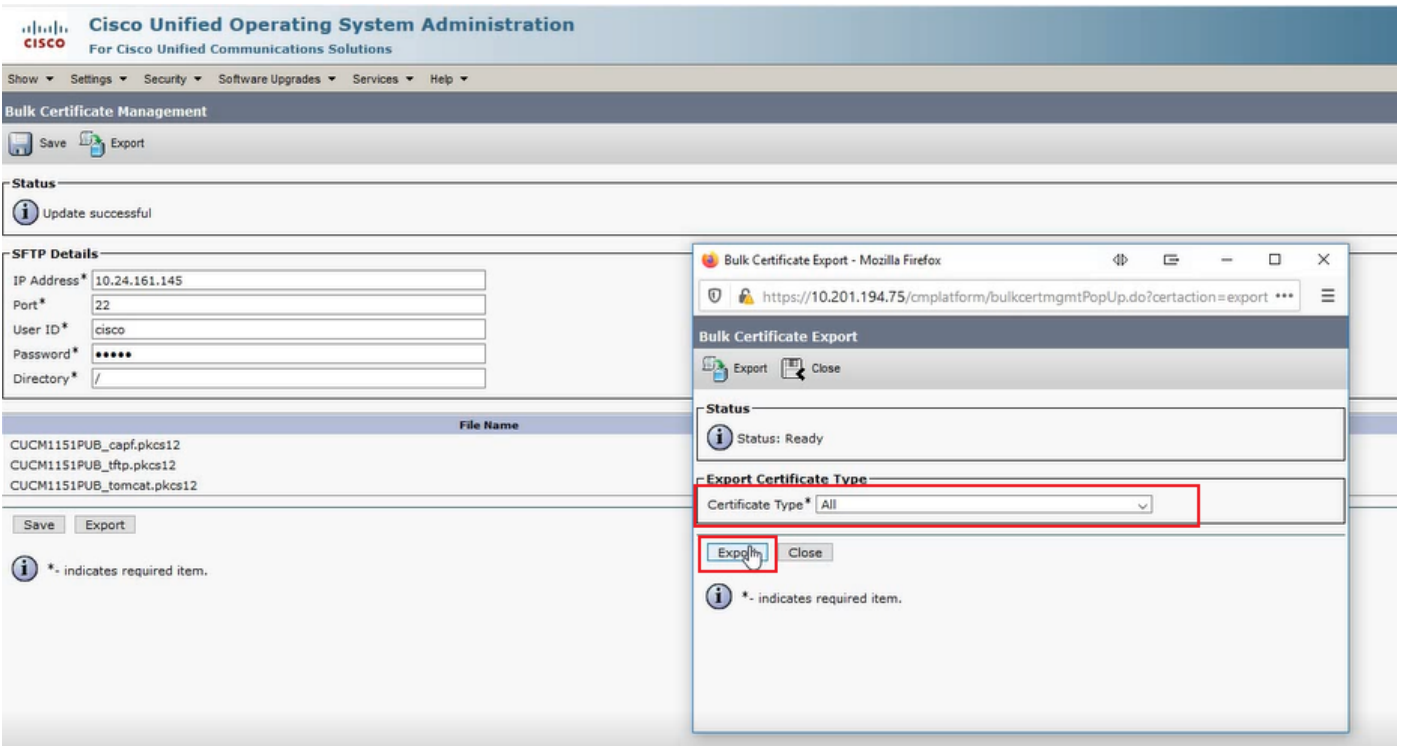 CISCO
Cisco Unified Operating System Administration
For Cisco Unified Communications Solutions
Show Settings Security Software Upgrades Services Help
Bulk Certificate Management
Save Export
Status
Update successful
SFTP Details
IP Address* 10.24.161.145
Port* 22
User ID* cisco
Password* •••••
Directory* /
File Name
CUCM1151PUB_capf.pkcs12
CUCM1151PUB_tftp.pkcs12
CUCM1151PUB_tomcat.pkcs12
Save Export
*- indicates required item.
Bulk Certificate Export - Mozilla Firefox
https://10.201.194.75/cmplatform/bulkcertmgmtPopUp.do?certaction=export •••
Bulk Certificate Export
Export Close
Status
Status: Ready
Export Certificate Type
Certificate Type* All
Export Close
*- indicates required item.